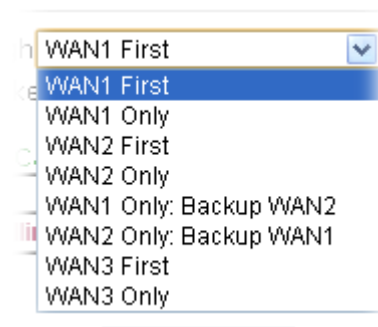 WAN1 First
WAN1 First
WAN1 Only
WAN2 First
WAN2 Only
WAN1 Only: Backup WAN2
WAN2 Only: Backup WAN1
WAN3 First
WAN3 Only